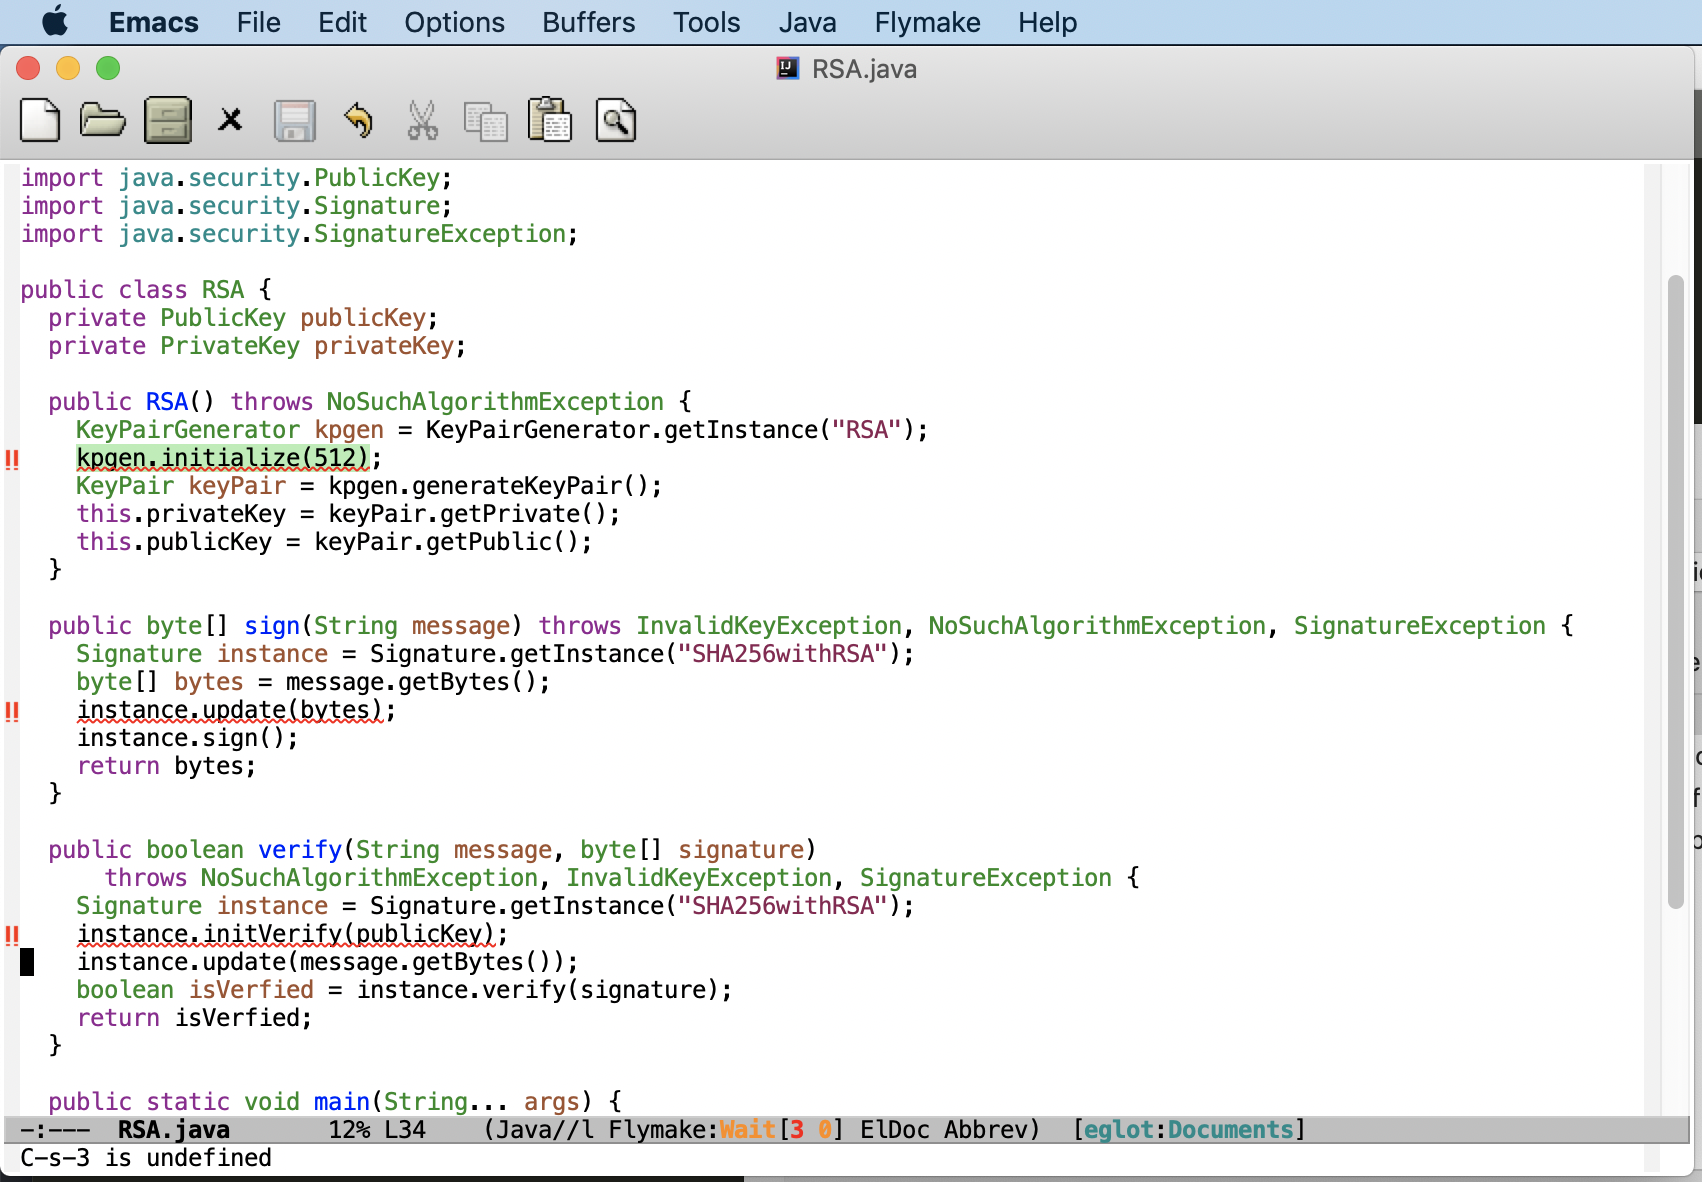 Emacs File Edit Options Buffers Tools Java Flymake Help
RSA.java
import java.security.PublicKey;
import java.security.Signature;
import java.security.SignatureException;
public class RSA {
private PublicKey publicKey;
private PrivateKey privateKey;
public RSA() throws NoSuchAlgorithmException {
KeyPairGenerator kpgen = KeyPairGenerator.getInstance("RSA");
!! kpgen.initialize(512);
KeyPair keyPair = kpgen.generateKeyPair();
this.privateKey = keyPair.getPrivate();
this.publicKey = keyPair.getPublic();
}
public byte[] sign(String message) throws InvalidKeyException, NoSuchAlgorithmException, SignatureException {
Signature instance = Signature.getInstance("SHA256withRSA");
byte[] bytes = message.getBytes();
!! instance.update(bytes);
instance.sign();
return bytes;
}
public boolean verify(String message, byte[] signature)
throws NoSuchAlgorithmException, InvalidKeyException, SignatureException {
Signature instance = Signature.getInstance("SHA256withRSA");
!! instance.initVerify(publicKey);
instance.update(message.getBytes());
boolean isVerfied = instance.verify(signature);
return isVerfied;
}
public static void main(String... args) {
-:--- RSA.java 12% L34 (Java//l Flymake:Wait[3 0] ElDoc Abbrev) [eglot:Documents]
C-s-3 is undefined